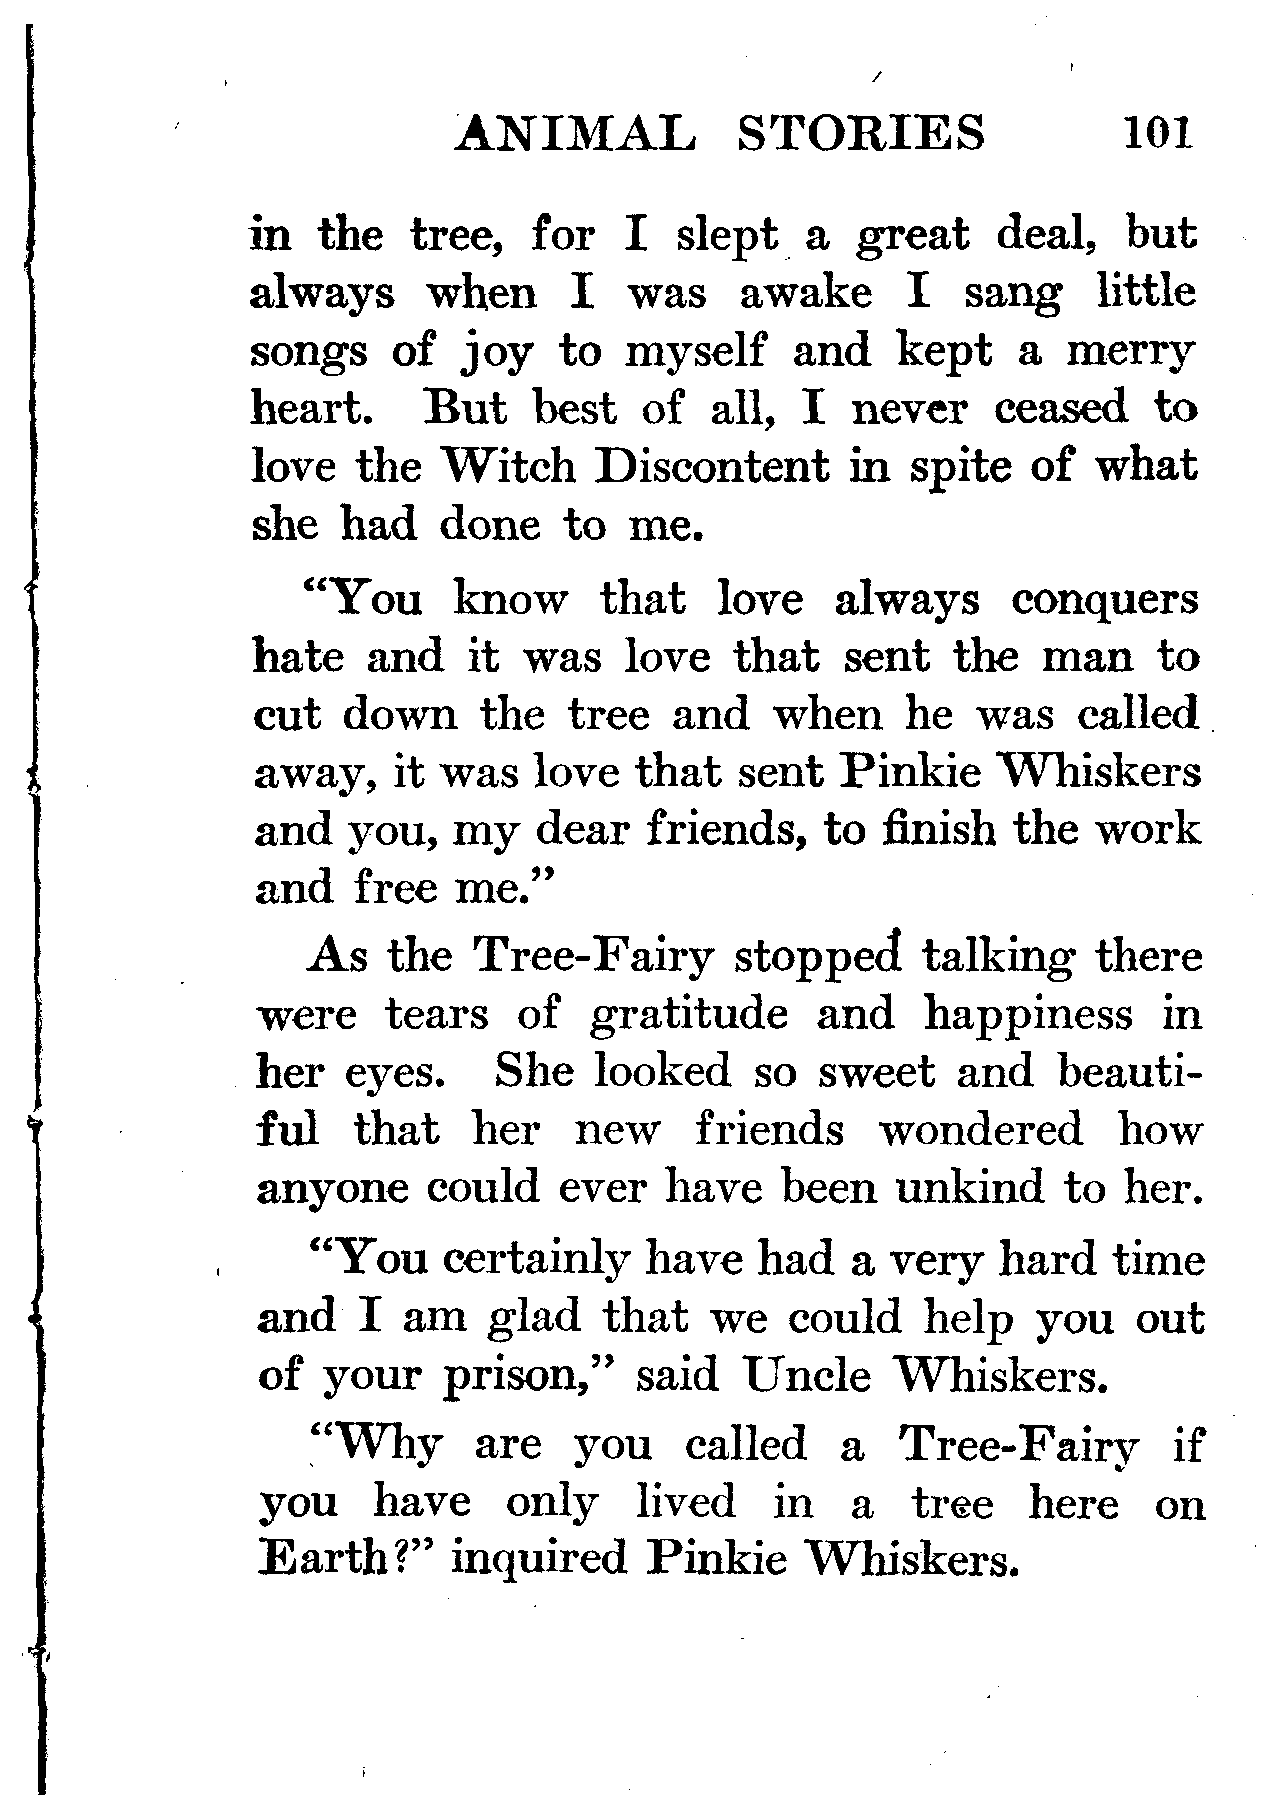 ANIMAL STORIES 101
in the tree, for I slept a great deal, but
always when I was awake I sang little
songs of joy to myself and kept a merry
heart. But best of all, I never ceased to
love the Witch Discontent in spite of what
she had done to me.
“You know that love always conquers
hate and it was love that sent the man to
cut down the tree and when he was called
away, it was love that sent Pinkie Whiskers
and you, my dear friends, to finish the work
and free me.”
As the Tree-Fairy stopped talking there
were tears of gratitude and happiness in
her eyes. She looked so sweet and beauti-
ful that her new friends wondered how
anyone could ever have been unkind to her.
“You certainly have had a very hard time
and I am glad that we could help you out
of your prison,” said Uncle Whiskers.
“Why are you called a Tree-Fairy if
you have only lived in a tree here on
Earth?” inquired Pinkie Whiskers.